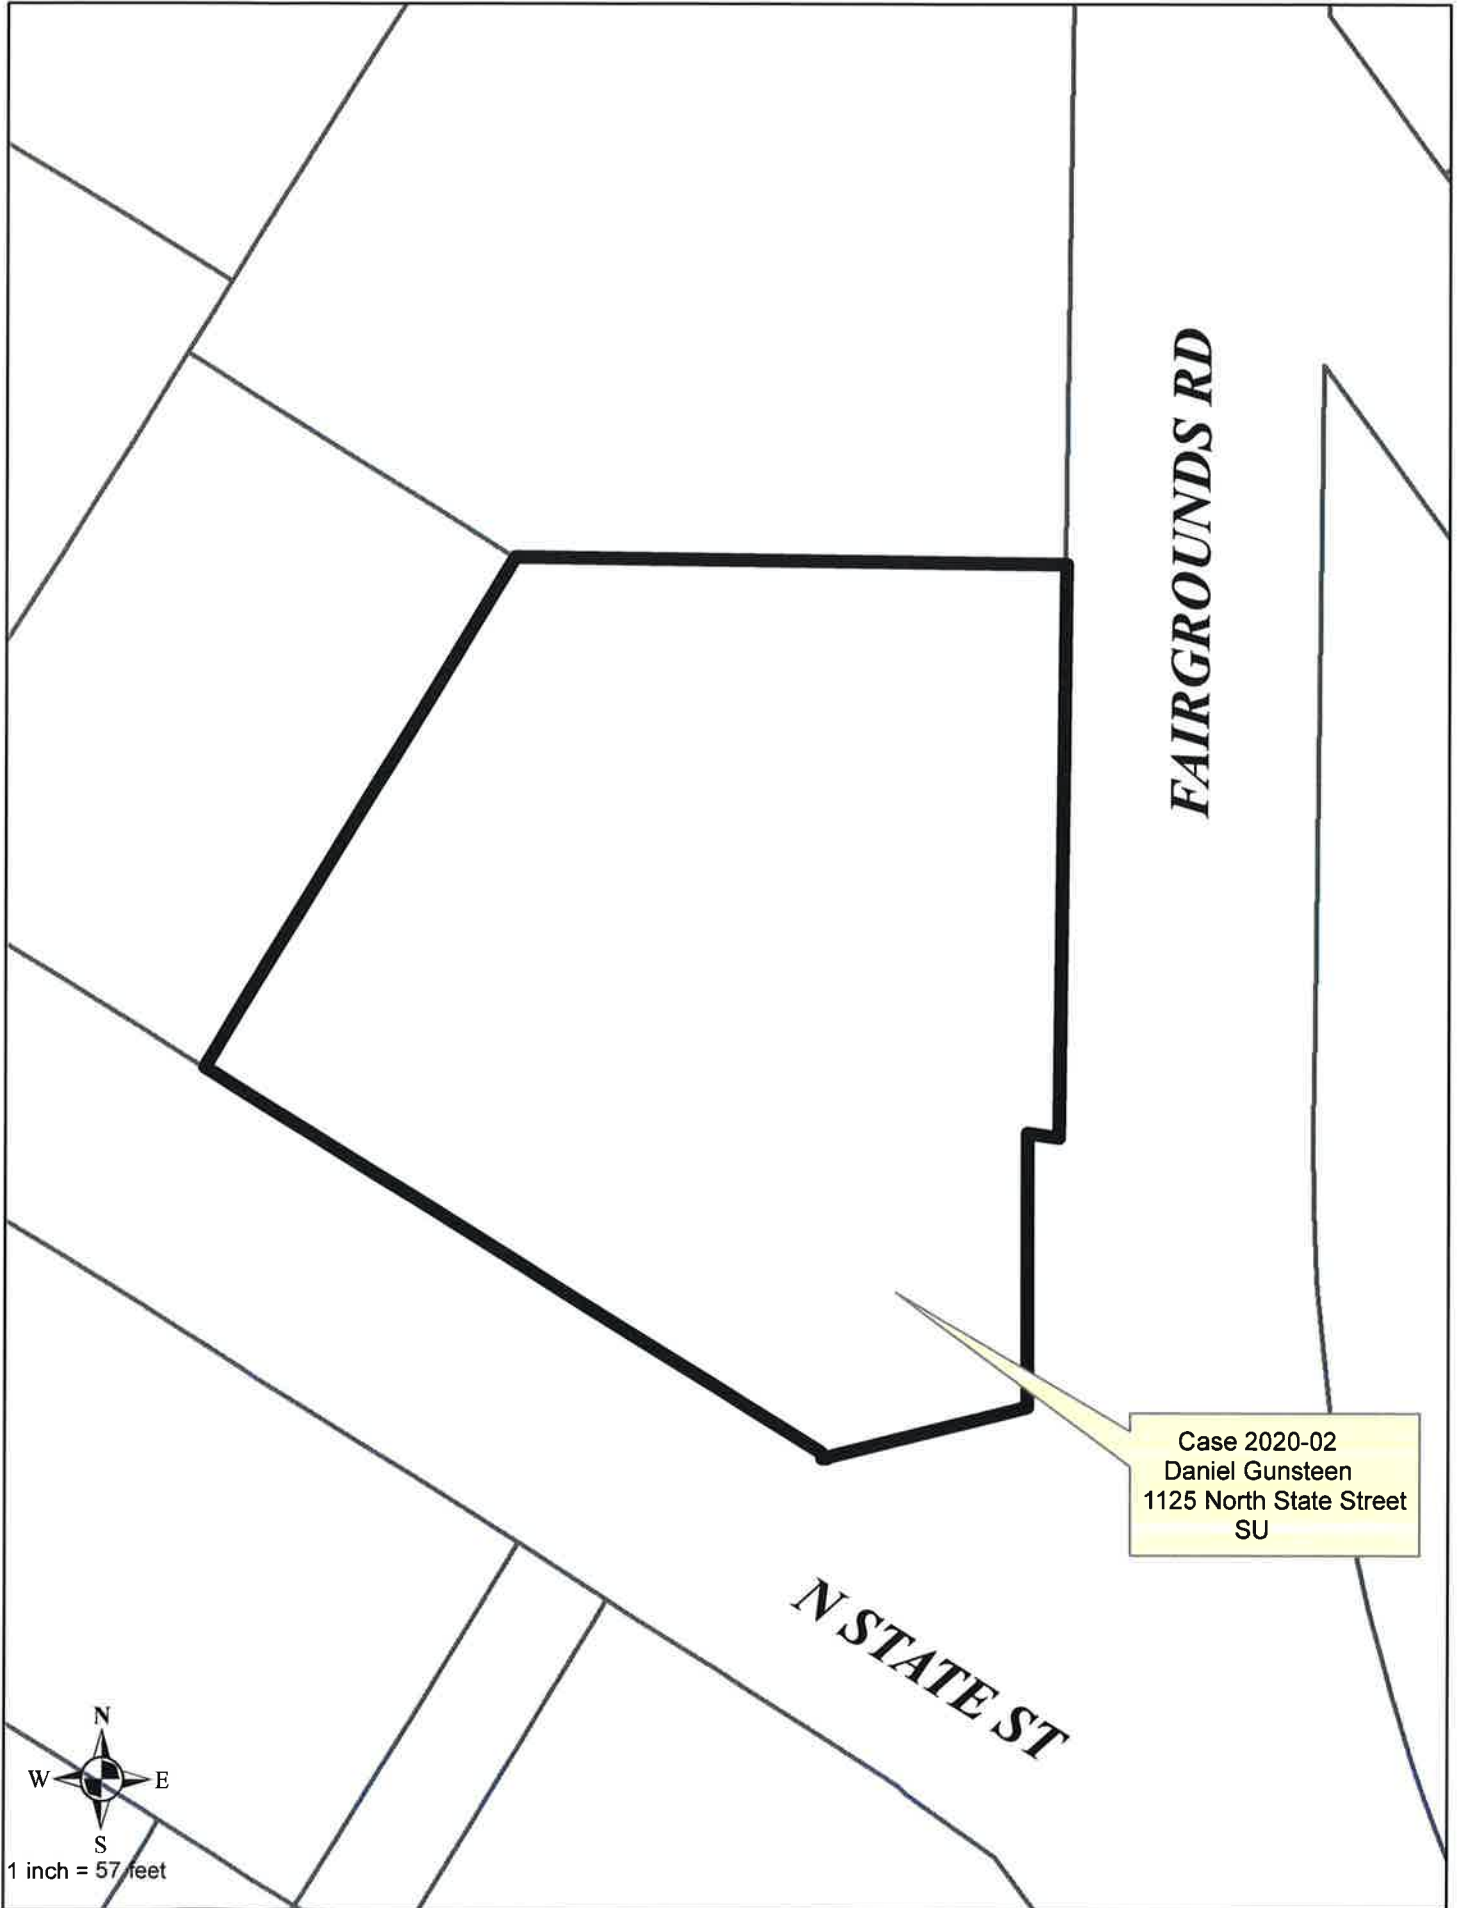 FAIRGROUNDS RD
Case 2020-02
Daniel Gunsteen
1125 North State Street
SU
N STATE ST
N
W E
S
1 inch = 57 feet